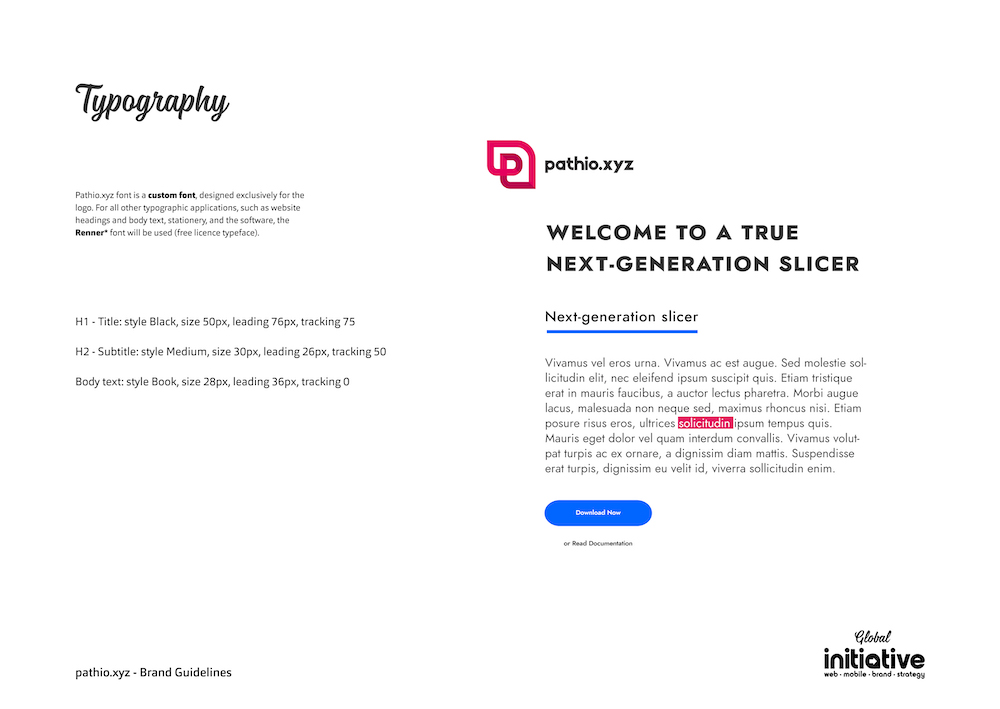 Typography
Pathio.xyz font is a custom font, designed exclusively for the
logo. For all other typographic applications, such as website
headings and body text, stationery, and the software, the
Renner* font will be used (free licence typeface).
H1 - Title: style Black, size 50px, leading 76px, tracking 75
H2 - Subtitle: style Medium, size 30px, leading 26px, tracking 50
Body text: style Book, size 28px, leading 36px, tracking 0
pathio.xyz - Brand Guidelines
pathio.xyz
WELCOME TO A TRUE
NEXT-GENERATION SLICER
Next-generation slicer
Vivamus vel eros urna. Vivamus ac est augue. Sed molestie sol-
licitudin elit, nec eleifend ipsum suscipit quis. Etiam tristique
erat in mauris faucibus, a auctor lectus pharetra. Morbi augue
lacus, malesuada non neque sed, maximus rhoncus nisi. Etiam
posure risus eros, ultrices solicitudin ipsum tempus quis.
Mauris eget dolor vel quam interdum convallis. Vivamus volut-
pat turpis ac ex ornare, a dignissim diam mattis. Suspendisse
erat turpis, dignissim eu velit id, viverra sollicitudin enim.
Download Now
or Read Documentation
Global
initiative
web · mobile · brand · strategy